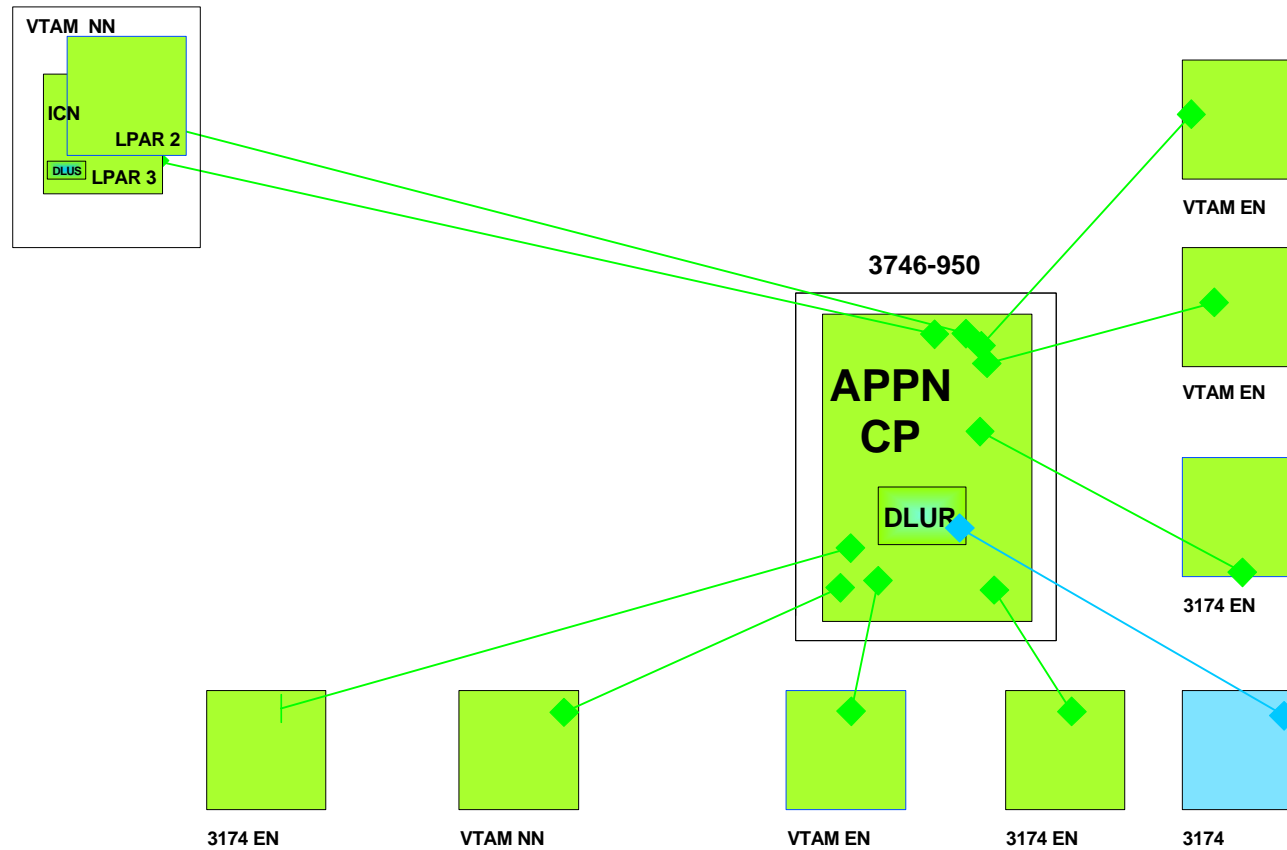 VTAM NN
ICN
LPAR 2
DLUS
LPAR 3
VTAM EN
3746-950
VTAM EN
APPN
CP
DLUR
3174 EN
3174 EN
VTAM NN
VTAM EN
3174 EN
3174